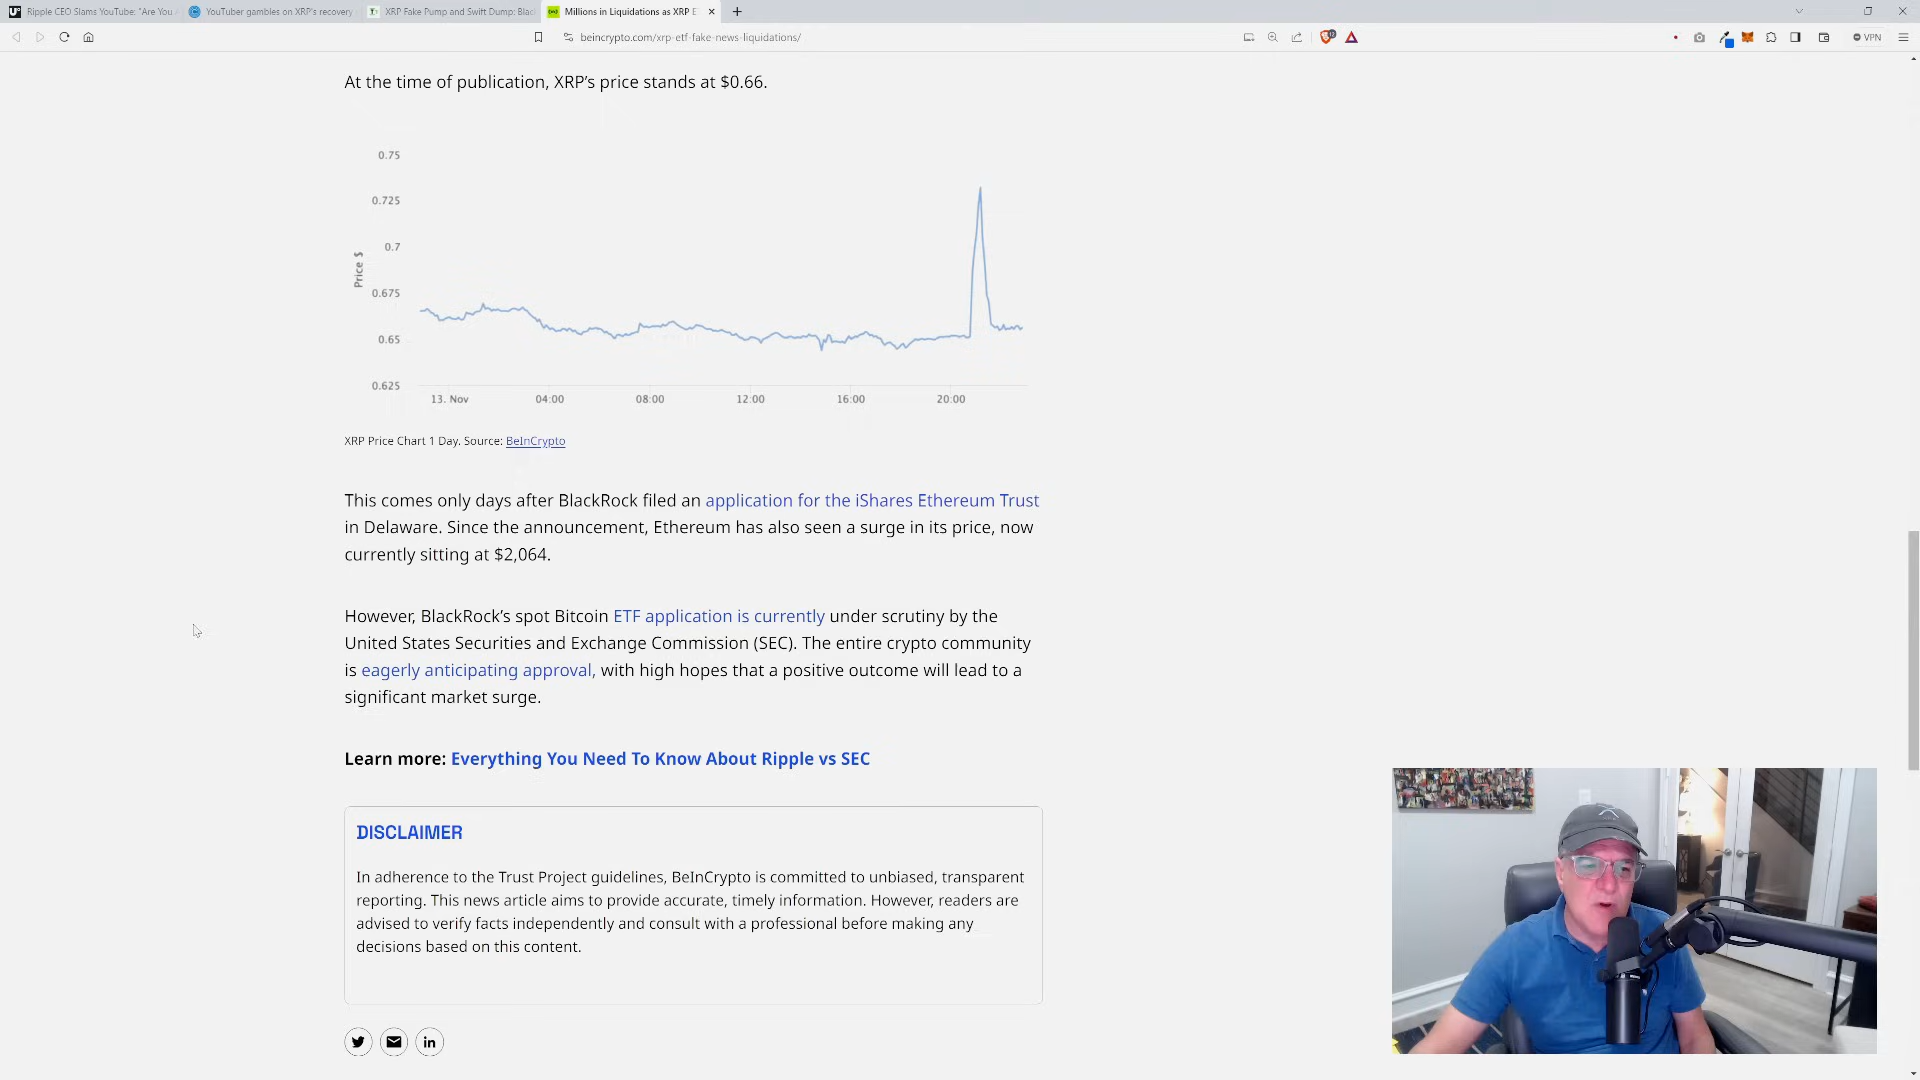 Ripple CEO Slams YouTube: "Are You
YouTuber gambles on XRP's recovery
XRP Fake Pump and Swift Dump: Blac
Millions in Liquidations as XRP E
beincrypto.com/xrp-etf-fake-news-liquidations/
VPN
At the time of publication, XRP's price stands at $0.66.
0.75
0.725
0.7
0.675
0.65
0.625
Price $
13. Nov 04:00 08:00 12:00 16:00 20:00
XRP Price Chart 1 Day. Source: BeInCrypto
This comes only days after BlackRock filed an application for the iShares Ethereum Trust
in Delaware. Since the announcement, Ethereum has also seen a surge in its price, now
currently sitting at $2,064.
However, BlackRock's spot Bitcoin ETF application is currently under scrutiny by the
United States Securities and Exchange Commission (SEC). The entire crypto community
is eagerly anticipating approval, with high hopes that a positive outcome will lead to a
significant market surge.
Learn more: Everything You Need To Know About Ripple vs SEC
DISCLAIMER
In adherence to the Trust Project guidelines, BeInCrypto is committed to unbiased, transparent
reporting. This news article aims to provide accurate, timely information. However, readers are
advised to verify facts independently and consult with a professional before making any
decisions based on this content.
in